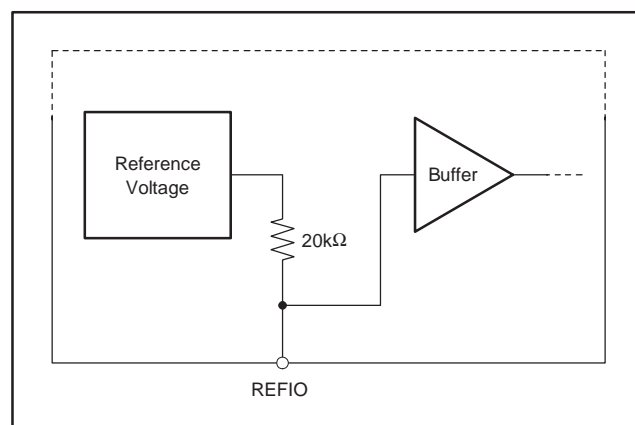 Reference
Voltage
Buffer
20kΩ
REFIO